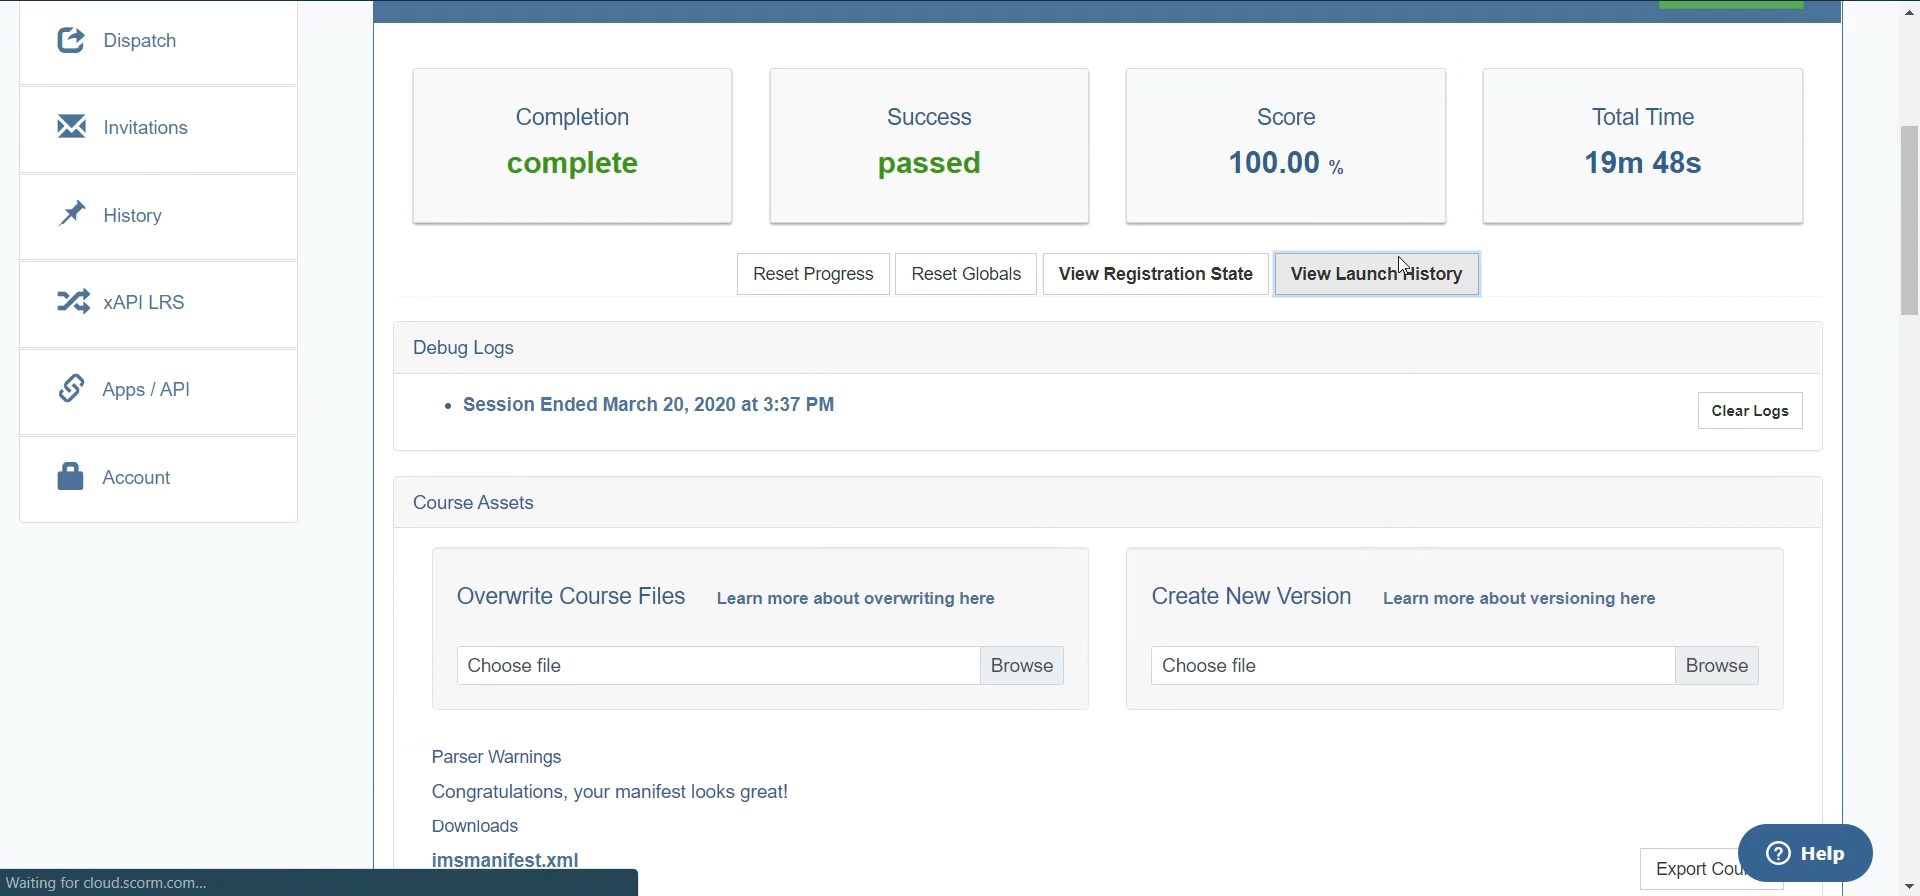 Dispatch
Invitations
History
xAPI LRS
Apps / API
Account
Completion
complete
Success
passed
Score
100.00 %
Total Time
19m 48s
Reset Progress
Reset Globals
View Registration State
View Launch History
Debug Logs
• Session Ended March 20, 2020 at 3:37 PM
Clear Logs
Course Assets
Overwrite Course Files Learn more about overwriting here
Choose file Browse
Create New Version Learn more about versioning here
Choose file Browse
Parser Warnings
Congratulations, your manifest looks great!
Downloads
imsmanifest.xml
Export
Help
Waiting for cloud.scorm.com...